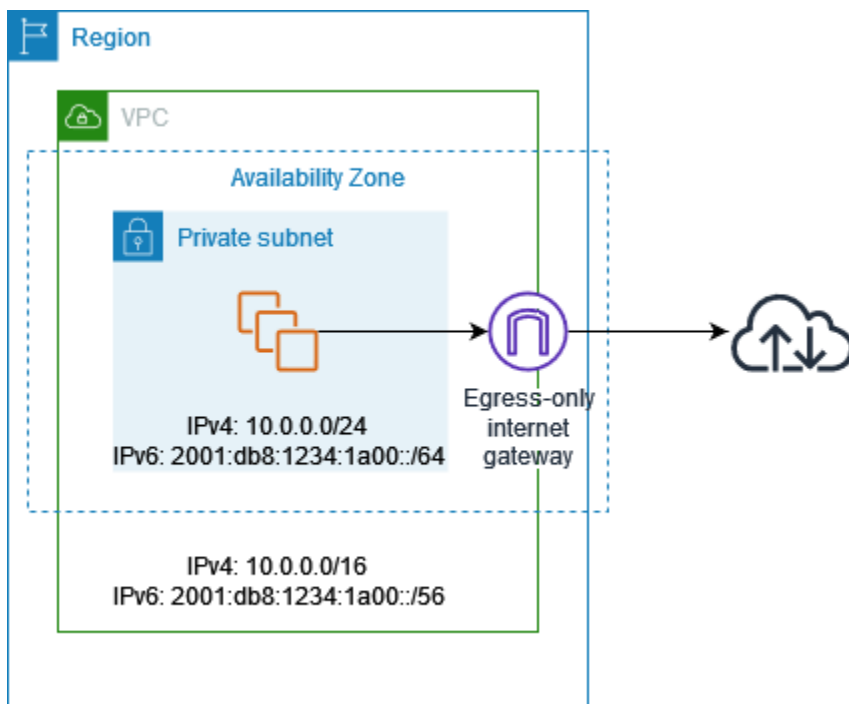 Region
VPC
Availability Zone
Private subnet
IPv4: 10.0.0.0/24
IPv6: 2001:db8:1234:1a00::/64
Egress-only
internet
gateway
IPv4: 10.0.0.0/16
IPv6: 2001:db8:1234:1a00::/56